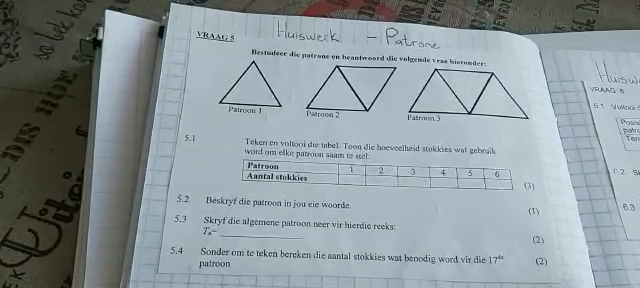 Huiswerk - Patrone
VRAAG 5
Bestudeer die patrone en beantwoord die volgende vrae hieronder:
Patroon 1
Patroon 2
Patroon 3
5.1 Teken en voltooi die tabel. Toon die hoeveelheid stokkies wat gebruik
word om elke patroon saam te stel:
Patroon 1 2 3 4 5 6
Aantal stokkies
(3)
5.2 Beskryf die patroon in jou eie woorde.
(1)
5.3 Skryf die algemene patroon neer vir hierdie reeks:
Tₙ=
(2)
5.4 Sonder om te teken bereken die aantal stokkies wat benodig word vir die 17de
patroon
(2)
VRAAG 6
6.3